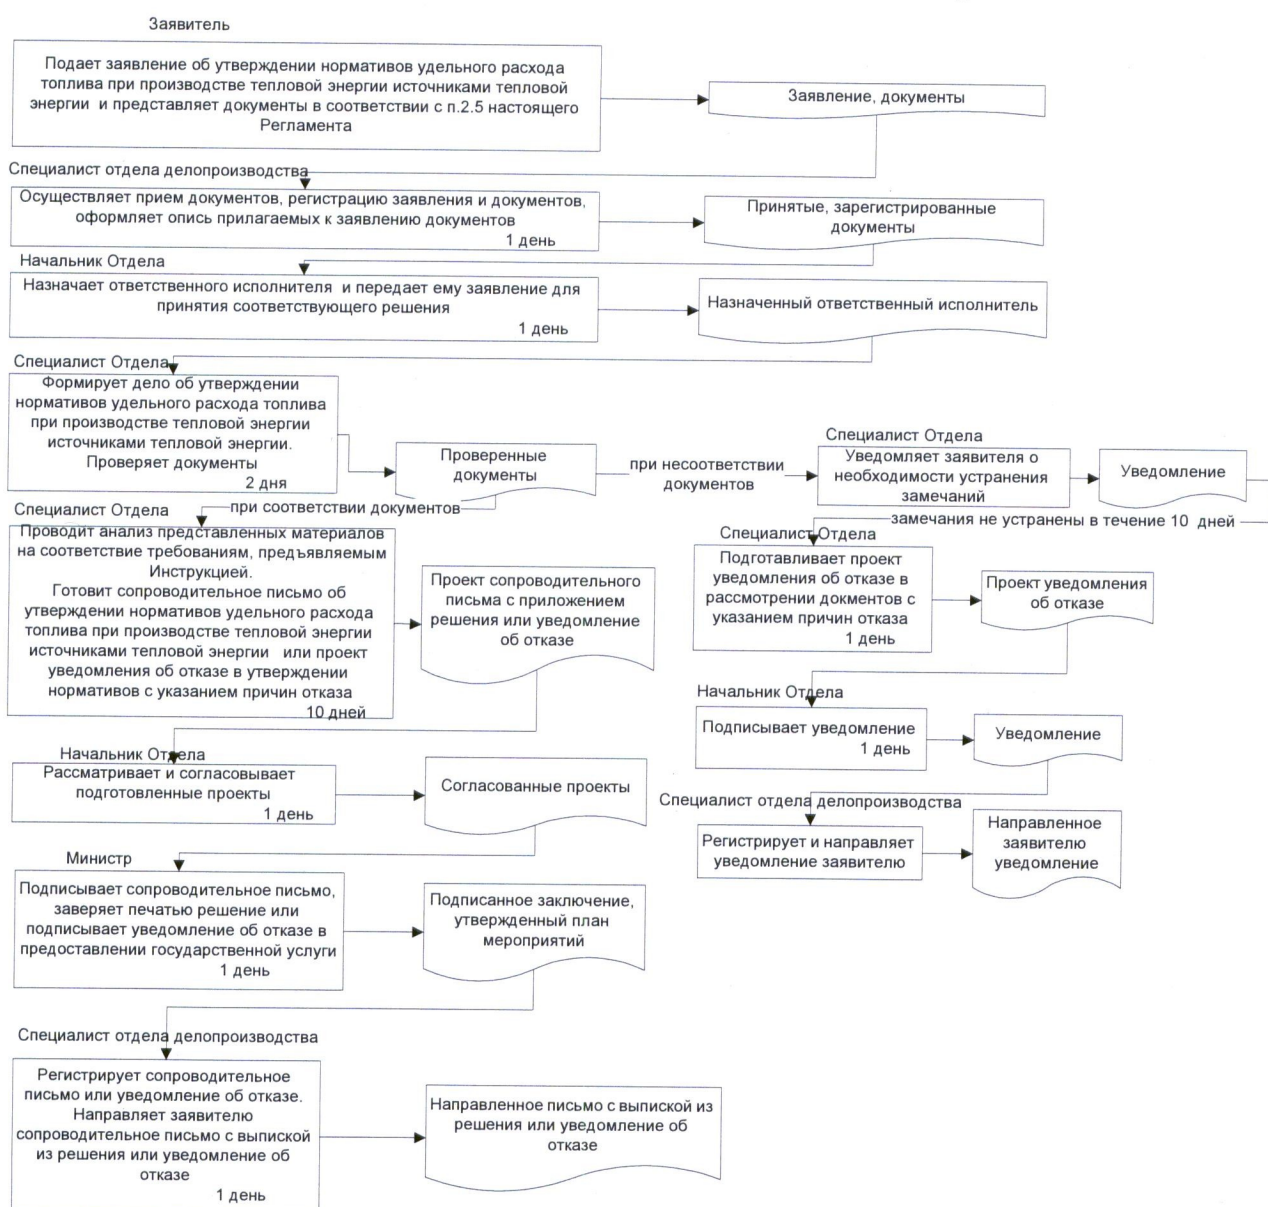 Заявитель
Подает заявление об утверждении нормативов удельного расхода
топлива при производстве тепловой энергии источниками тепловой
энергии и представляет документы в соответствии с п.2.5 настоящего
Регламента
Заявление, документы
Специалист отдела делопроизводства
Осуществляет прием документов, регистрацию заявления и документов,
оформляет опись прилагаемых к заявлению документов
1 день
Принятые, зарегистрированные
документы
Начальник Отдела
Назначает ответственного исполнителя и передает ему заявление для
принятия соответствующего решения
1 день
Назначенный ответственный исполнитель
Специалист Отдела
Формирует дело об утверждении
нормативов удельного расхода топлива
при производстве тепловой энергии
источниками тепловой энергии.
Проверяет документы
2 дня
Проверенные
документы
при несоответствии
документов
Специалист Отдела
Уведомляет заявителя о
необходимости устранения
замечаний
Уведомление
при соответствии документов
замечания не устранены в течение 10 дней
Специалист Отдела
Проводит анализ представленных материалов
на соответствие требованиям, предъявляемым
Инструкцией.
Готовит сопроводительное письмо об
утверждении нормативов удельного расхода
топлива при производстве тепловой энергии
источниками тепловой энергии или проект
уведомления об отказе в утверждении
нормативов с указанием причин отказа
10 дней
Проект сопроводительного
письма с приложением
решения или уведомление
об отказе
Специалист Отдела
Подготавливает проект
уведомления об отказе в
рассмотрении докментов с
указанием причин отказа
1 день
Проект уведомления
об отказе
Начальник Отдела
Подписывает уведомление
1 день
Уведомление
Начальник Отдела
Рассматривает и согласовывает
подготовленные проекты
1 день
Согласованные проекты
Специалист отдела делопроизводства
Регистрирует и направляет
уведомление заявителю
Направленное
заявителю
уведомление
Министр
Подписывает сопроводительное письмо,
заверяет печатью решение или
подписывает уведомление об отказе в
предоставлении государственной услуги
1 день
Подписанное заключение,
утвержденный план
мероприятий
Специалист отдела делопроизводства
Регистрирует сопроводительное
письмо или уведомление об отказе.
Направляет заявителю
сопроводительное письмо с выпиской
из решения или уведомление об
отказе
1 день
Направленное письмо с выпиской из
решения или уведомление об
отказе